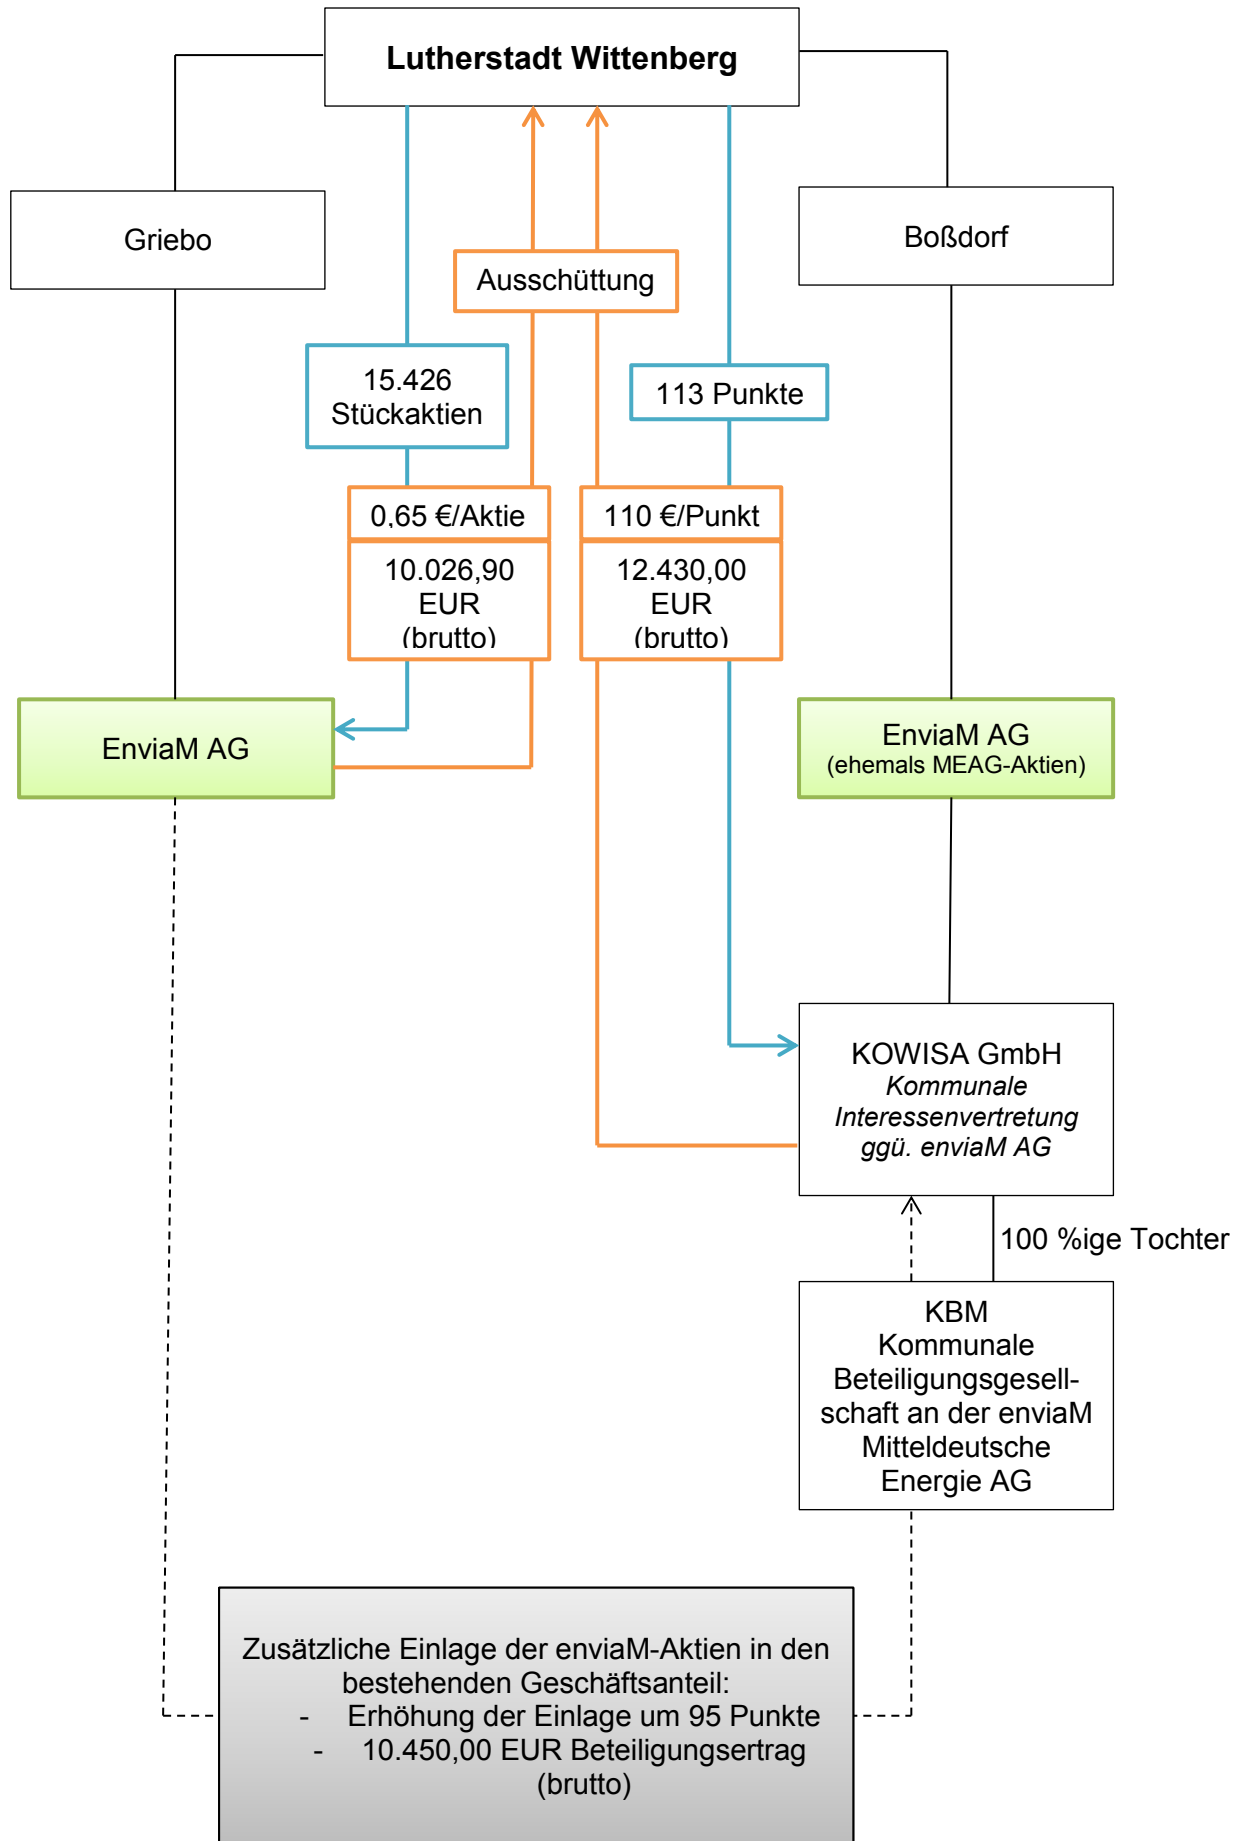 Lutherstadt Wittenberg
Griebo
Boßdorf
Ausschüttung
15.426
Stückaktien
113 Punkte
0,65 €/Aktie
110 €/Punkt
10.026,90
EUR
(brutto)
12.430,00
EUR
(brutto)
EnviaM AG
EnviaM AG
(ehemals MEAG-Aktien)
KOWISA GmbH
Kommunale
Interessenvertretung
ggü. enviaM AG
100 %ige Tochter
KBM
Kommunale
Beteiligungsgesell-
schaft an der enviaM
Mitteldeutsche
Energie AG
Zusätzliche Einlage der enviaM-Aktien in den
bestehenden Geschäftsanteil:
- Erhöhung der Einlage um 95 Punkte
- 10.450,00 EUR Beteiligungsertrag
(brutto)